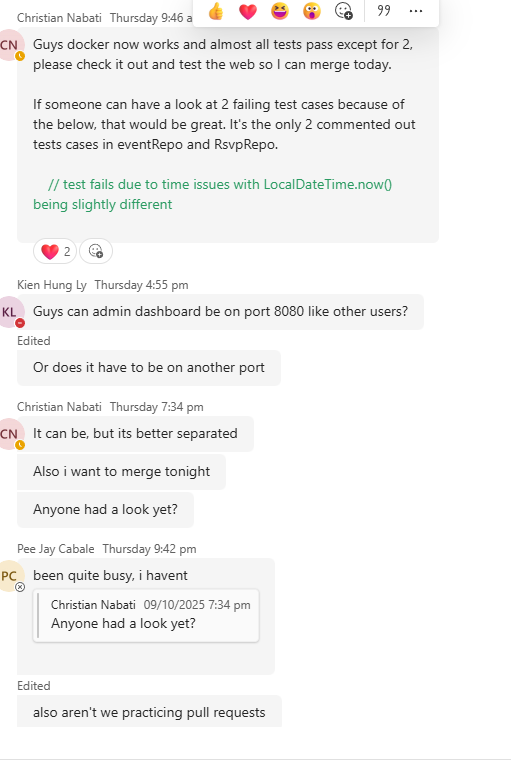 Christian Nabati Thursday 9:46 a
CN
Guys docker now works and almost all tests pass except for 2,
please check it out and test the web so I can merge today.
If someone can have a look at 2 failing test cases because of
the below, that would be great. It's the only 2 commented out
tests cases in eventRepo and RsvpRepo.
// test fails due to time issues with LocalDateTime.now()
being slightly different
2
Kien Hung Ly Thursday 4:55 pm
KL
Guys can admin dashboard be on port 8080 like other users?
Edited
Or does it have to be on another port
Christian Nabati Thursday 7:34 pm
CN
It can be, but its better separated
Also i want to merge tonight
Anyone had a look yet?
Pee Jay Cabale Thursday 9:42 pm
PC
been quite busy, i havent
Christian Nabati 09/10/2025 7:34 pm
Anyone had a look yet?
Edited
also aren't we practicing pull requests